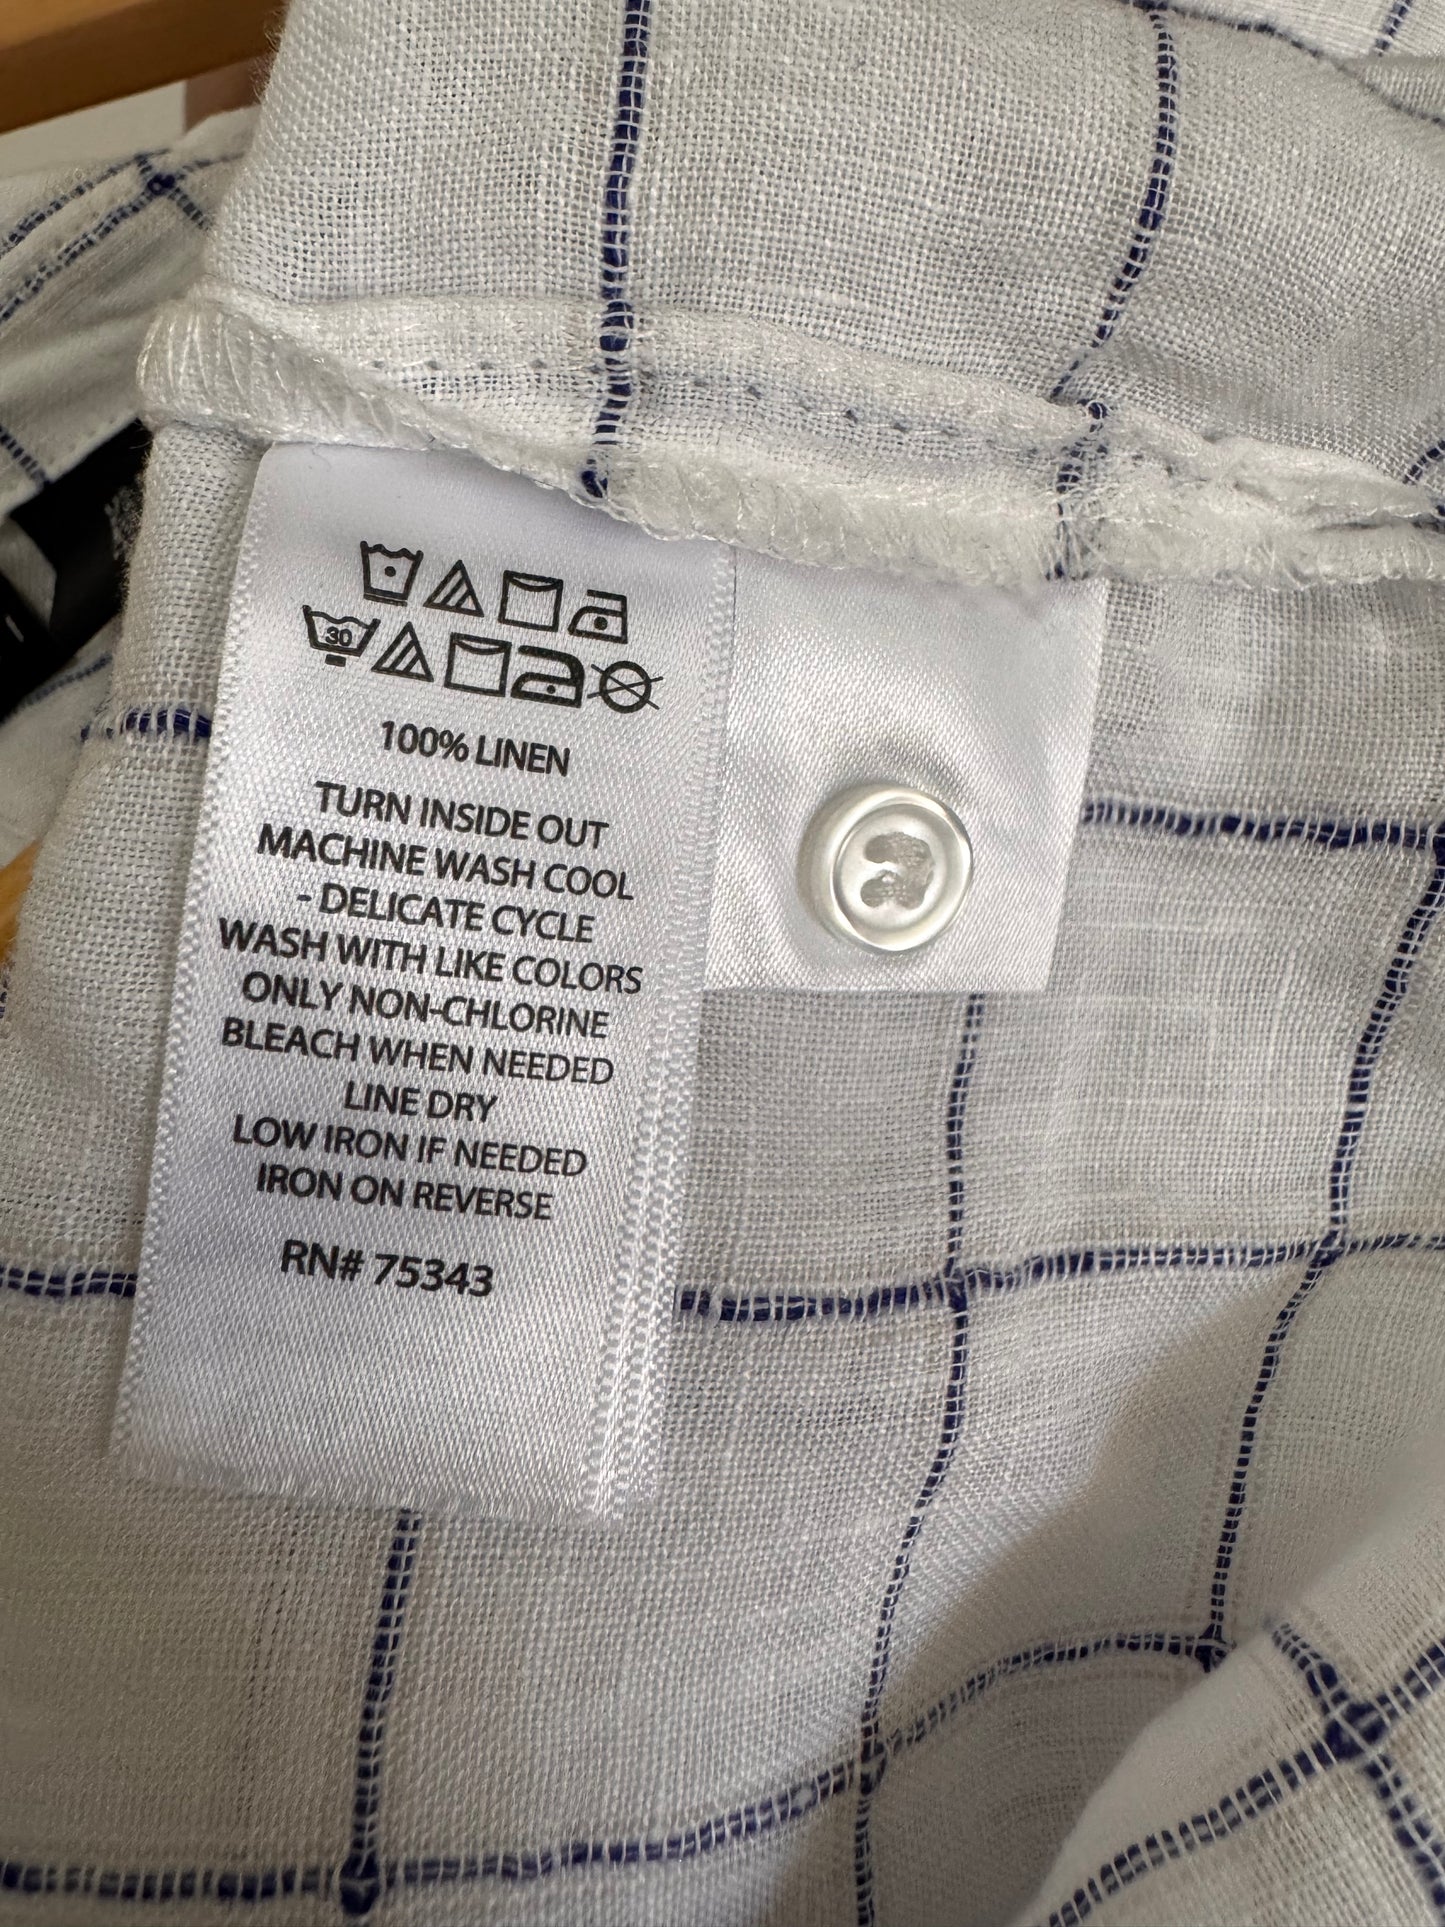 30
100% LINEN
TURN INSIDE OUT
MACHINE WASH COOL
- DELICATE CYCLE
WASH WITH LIKE COLORS
ONLY NON-CHLORINE
BLEACH WHEN NEEDED
LINE DRY
LOW IRON IF NEEDED
IRON ON REVERSE
RN# 75343